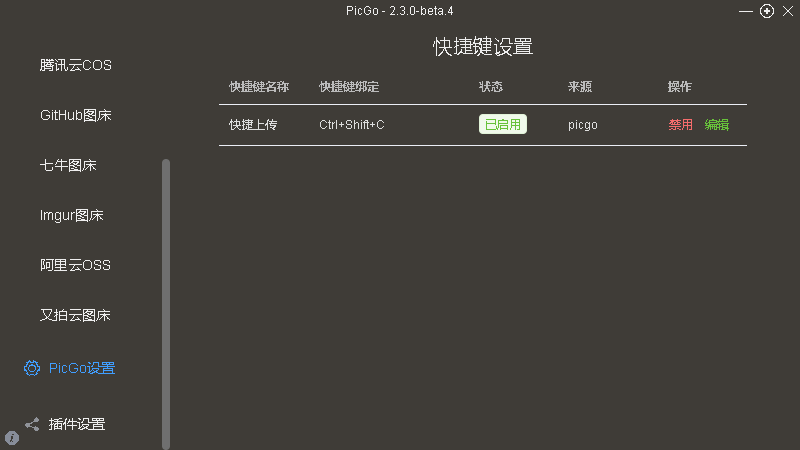 PicGo - 2.3.0-beta.4
腾讯云COS
GitHub图床
七牛图床
Imgur图床
阿里云OSS
又拍云图床
PicGo设置
插件设置
快捷键设置
快捷键名称 快捷键绑定 状态 来源 操作
快捷上传 Ctrl+Shift+C 已启用 picgo 禁用 编辑